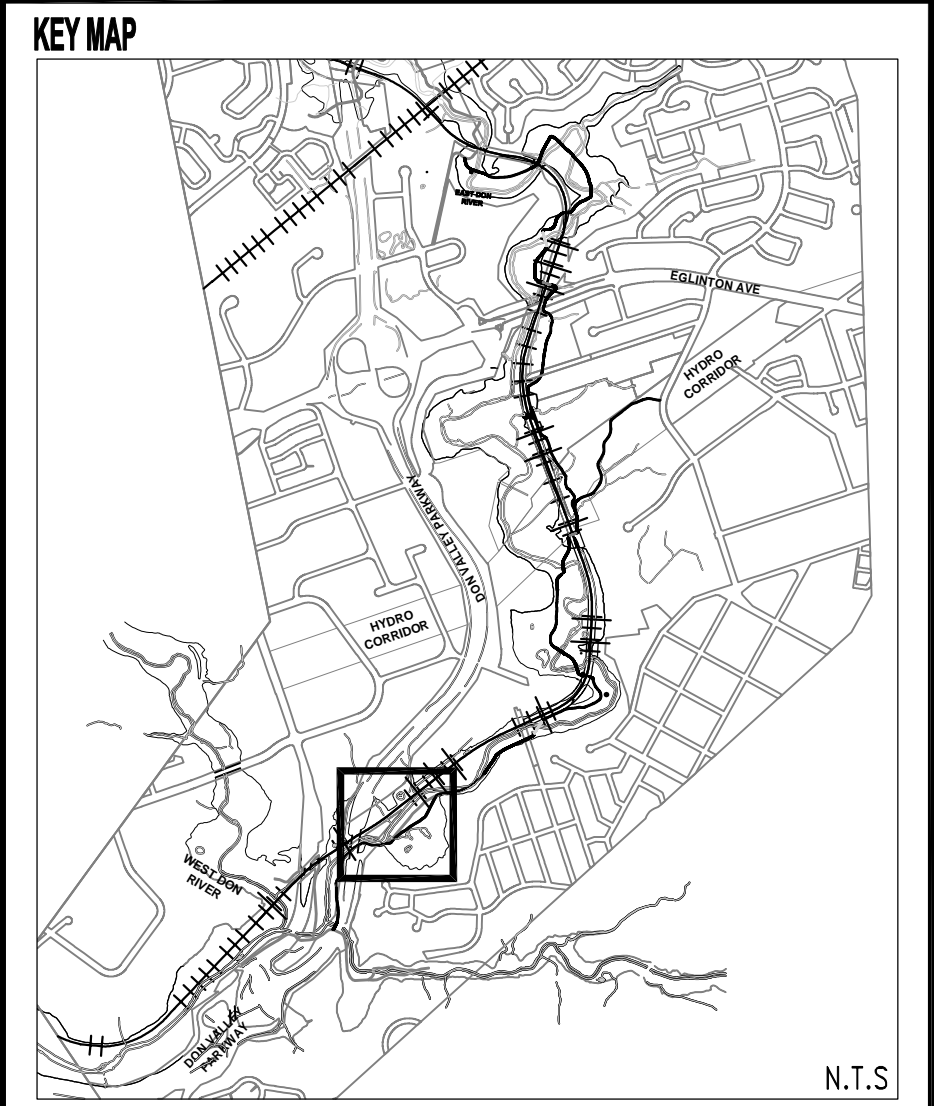 KEY MAP
EAST DON
RIVER
EGLINTON AVE
HYDRO
CORRIDOR
DON VALLEY PARKWAY
HYDRO
CORRIDOR
WEST DON
RIVER
DON VALLEY
PARKWAY
N.T.S